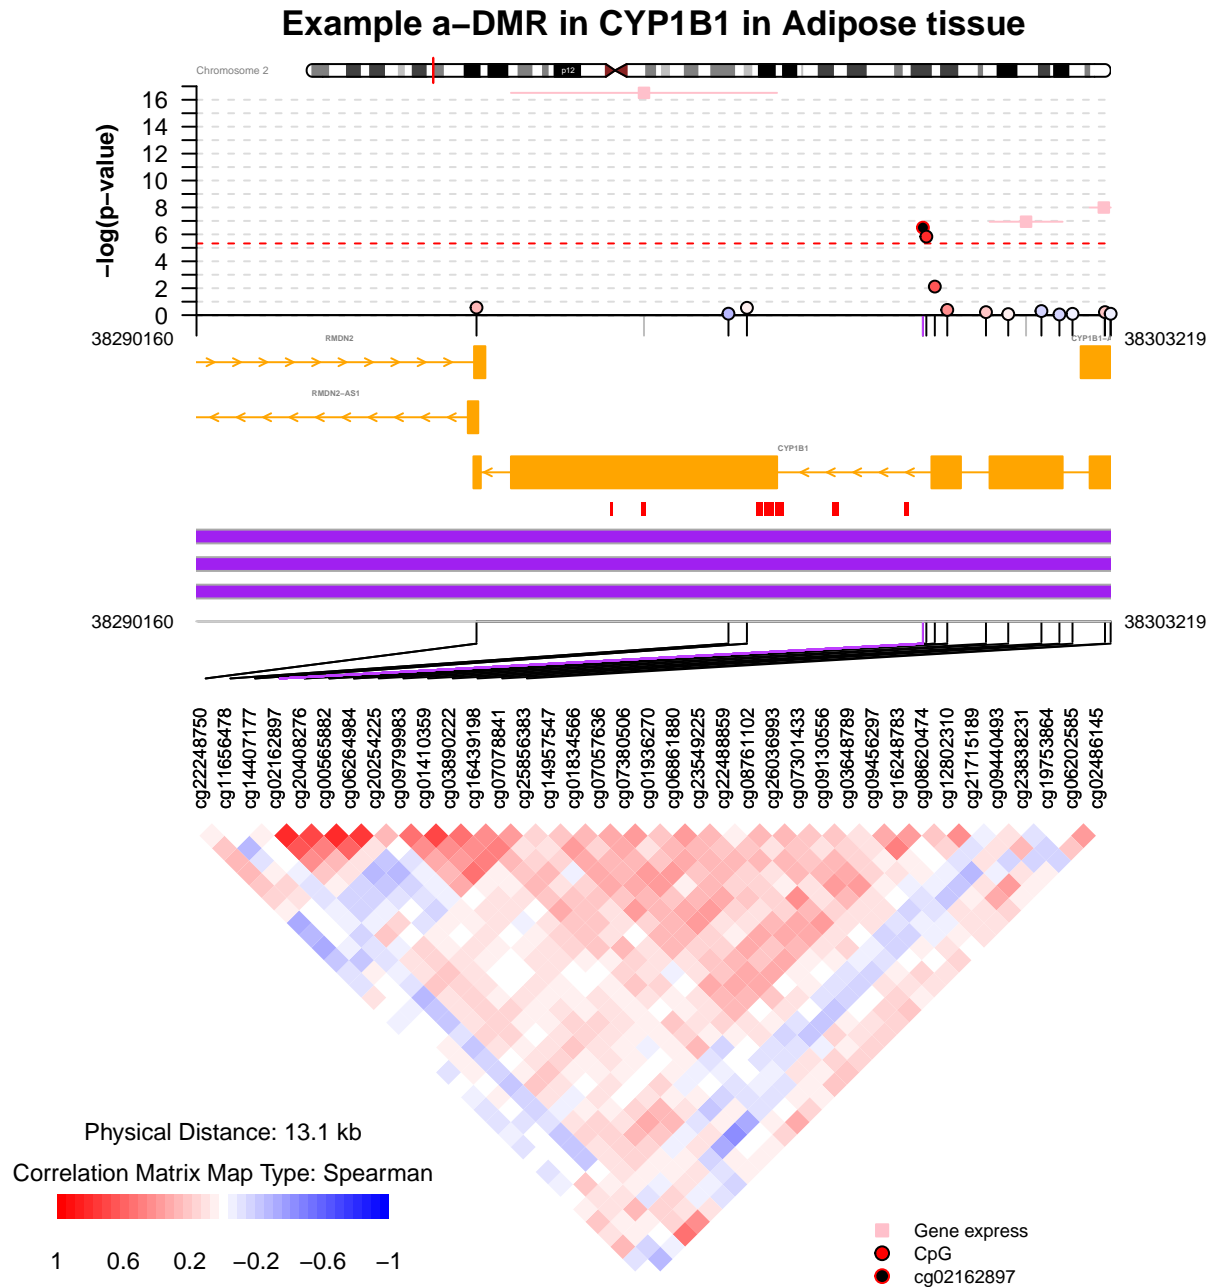 Example a−DMR in CYP1B1 in Adipose tissue
Chromosome 2
p12
−log(p−value)
16
14
12
10
8
6
4
2
0
38290160
38303219
RMDN2
CYP1B1−A
RMDN2−AS1
CYP1B1
38290160
38303219
cg22248750
cg11656478
cg14407177
cg02162897
cg20408276
cg00565882
cg06264984
cg20254225
cg09799983
cg01410359
cg03890222
cg16439198
cg07078841
cg25856383
cg14957547
cg01834566
cg07057636
cg07380506
cg01936270
cg06861880
cg23549225
cg22488859
cg08761102
cg26036993
cg07301433
cg09130556
cg03648789
cg09456297
cg16248783
cg08620474
cg12802310
cg21715189
cg09440493
cg23838231
cg19753864
cg06202585
cg02486145
Physical Distance: 13.1 kb
Correlation Matrix Map Type: Spearman
1 0.6 0.2 −0.2 −0.6 −1
Gene express
CpG
cg02162897